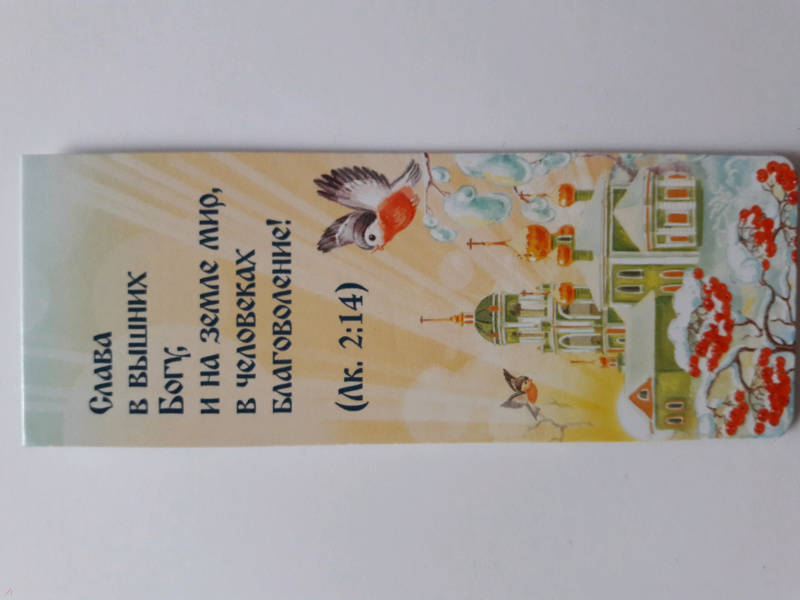 Слава
в вышних
Богу,
и на земле мир,
в человеках
благоволение!
(Лк. 2:14)